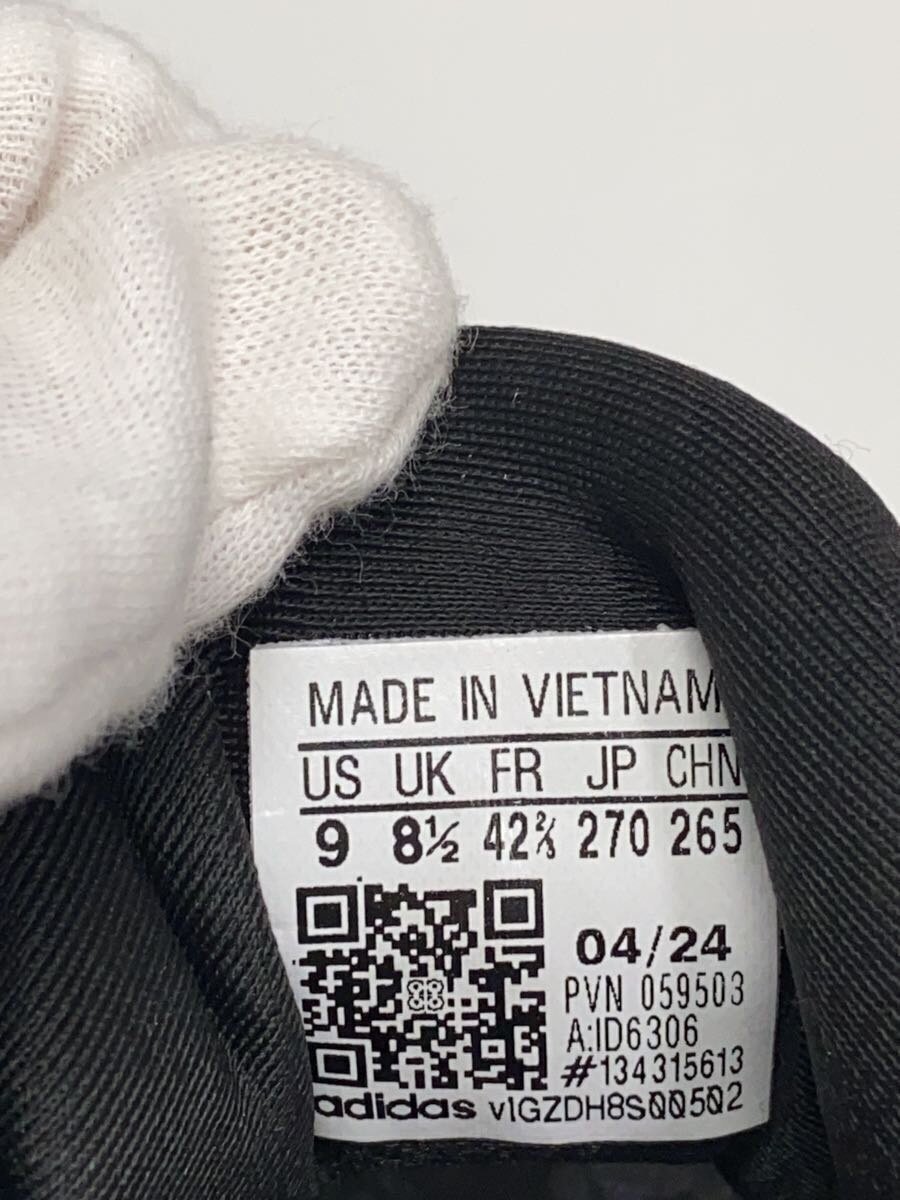 MADE IN VIETNAM
US UK FR JP CHN
9 8½ 42⅔ 270 265
04/24
PVN 059503
A:ID6306
#134315613
adidas v1GZDH8S00502